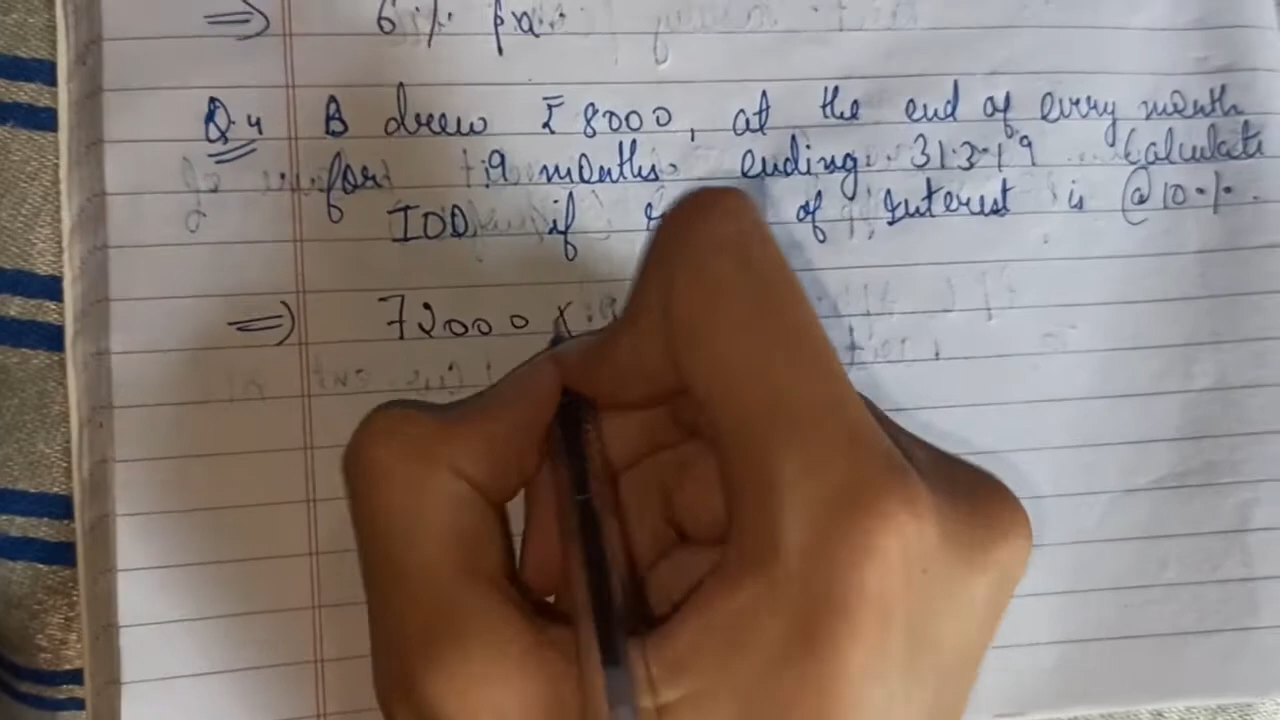 ⇒ 6% p.a.
Q.4 B drew ₹8000, at the end of every month
for 9 months ending 31.3.19 Calculate
IOD if of interest is @10%.
⇒ 72000 ×